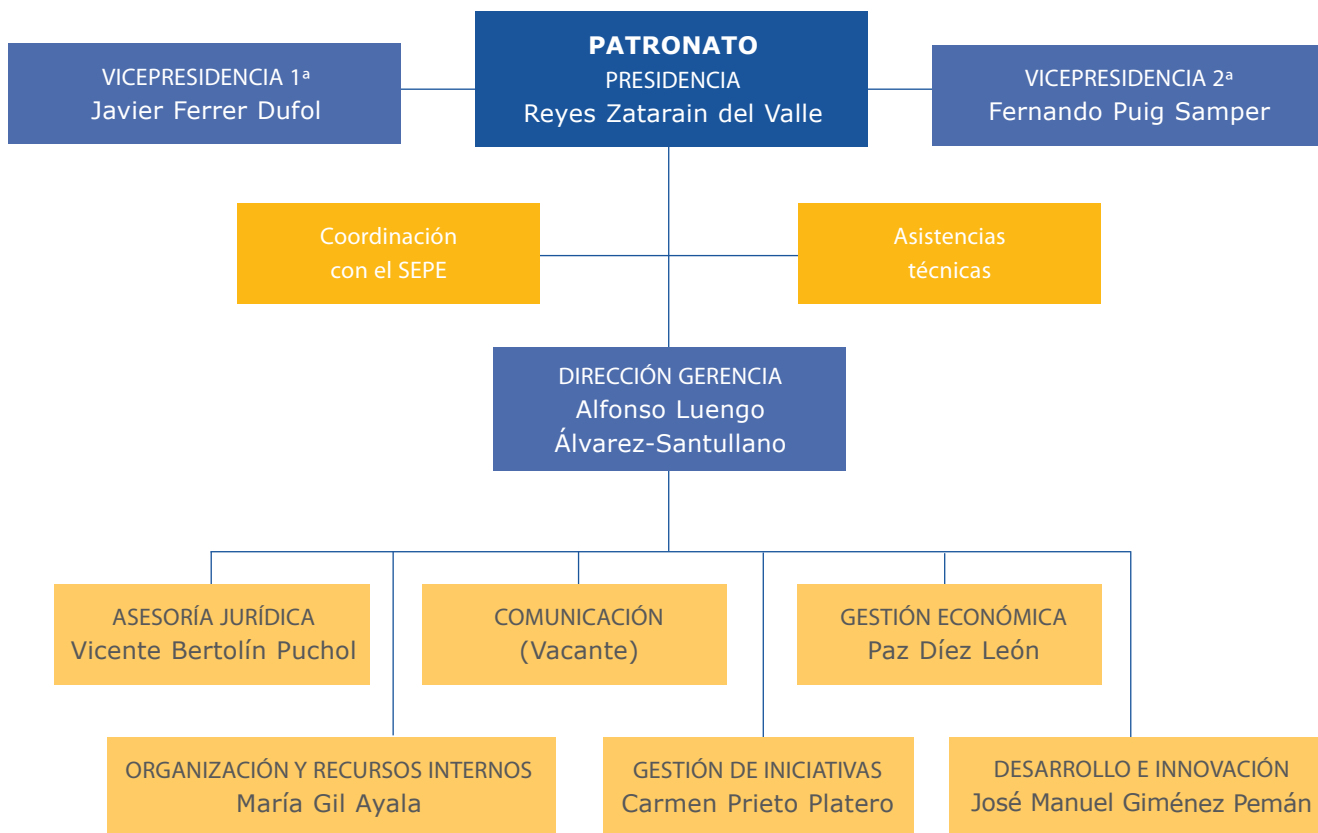 PATRONATO
PRESIDENCIA
Reyes Zatarain del Valle
VICEPRESIDENCIA 1ª
Javier Ferrer Dufol
VICEPRESIDENCIA 2ª
Fernando Puig Samper
Coordinación
con el SEPE
Asistencias
técnicas
DIRECCIÓN GERENCIA
Alfonso Luengo
Álvarez-Santullano
ASESORÍA JURÍDICA
Vicente Bertolín Puchol
COMUNICACIÓN
(Vacante)
GESTIÓN ECONÓMICA
Paz Díez León
ORGANIZACIÓN Y RECURSOS INTERNOS
María Gil Ayala
GESTIÓN DE INICIATIVAS
Carmen Prieto Platero
DESARROLLO E INNOVACIÓN
José Manuel Giménez Pemán